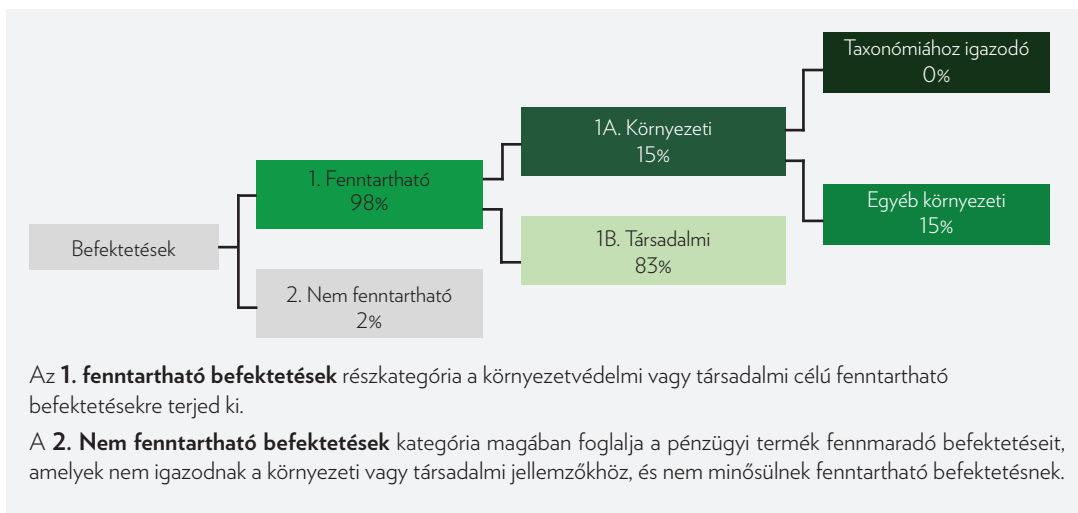 Taxonómiához igazodó
0%
1A. Környezeti
15%
1. Fenntartható
98%
Egyéb környezeti
15%
Befektetések
1B. Társadalmi
83%
2. Nem fenntartható
2%
Az 1. fenntartható befektetések részkategória a környezetvédelmi vagy társadalmi célú fenntartható
befektetésekre terjed ki.
A 2. Nem fenntartható befektetések kategória magában foglalja a pénzügyi termék fennmaradó befektetéseit,
amelyek nem igazodnak a környezeti vagy társadalmi jellemzőkhöz, és nem minősülnek fenntartható befektetésnek.